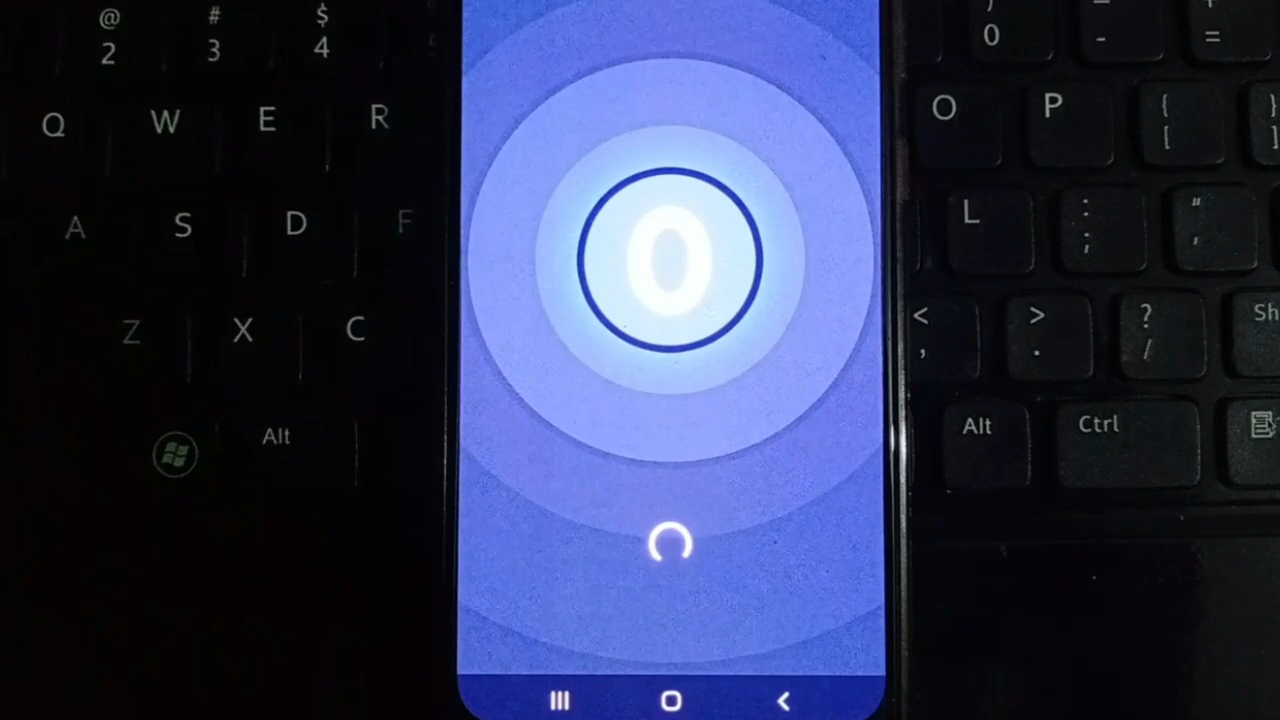 @ # $
2 3 4
0
) _ +
0 - =
Q W E R
O P { }
[ ]
A S D F
L : "
; '
Z X C
< > ? Sh
, . /
Alt
Alt Ctrl